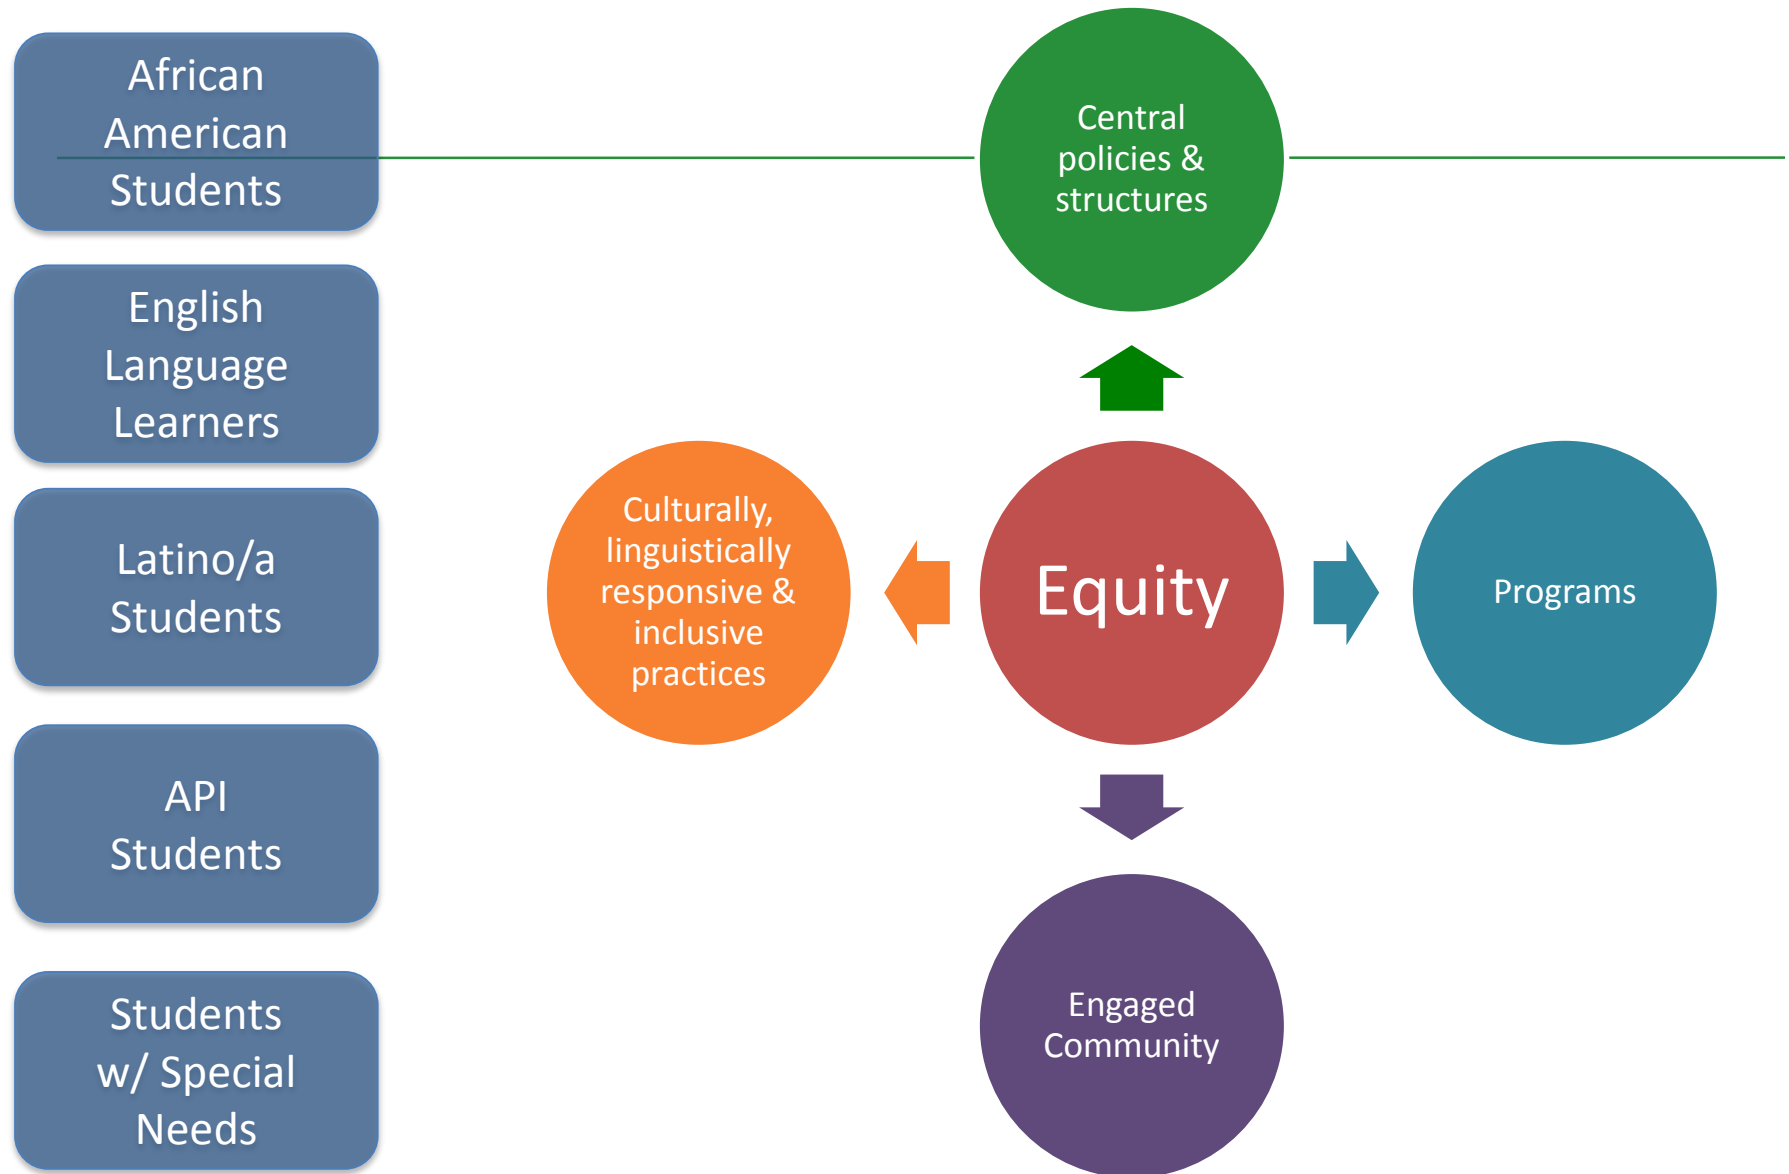 African
American
Students
English
Language
Learners
Latino/a
Students
API
Students
Students
w/ Special
Needs
Central
policies &
structures
Culturally,
linguistically
responsive &
inclusive
practices
Equity
Programs
Engaged
Community